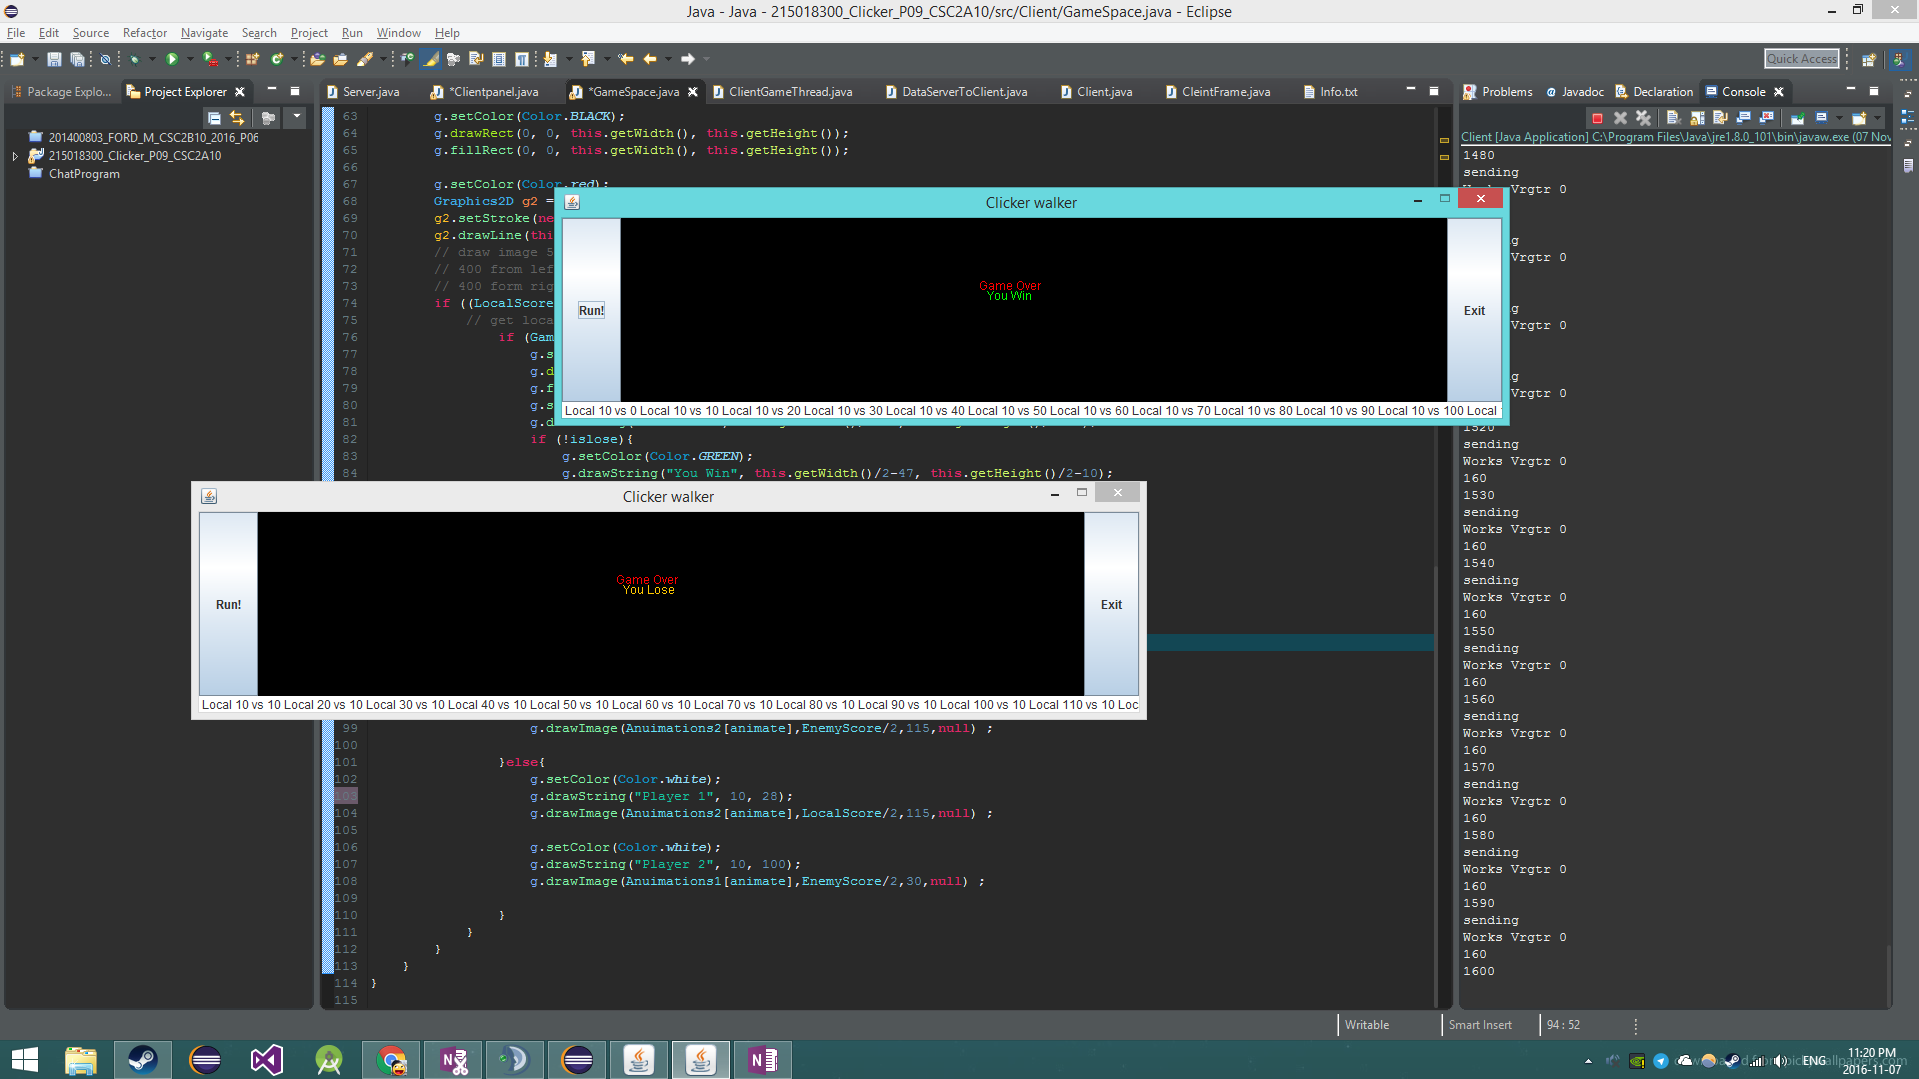 Java - Java - 215018300_Clicker_P09_CSC2A10/src/Client/GameSpace.java - Eclipse
File Edit Source Refactor Navigate Search Project Run Window Help
Quick Access
Package Explo... Project Explorer
Server.java *Clientpanel.java *GameSpace.java ClientGameThread.java DataServerToClient.java Client.java CleintFrame.java Info.txt
Problems Javadoc Declaration Console
201400803_FORD_M_CSC2B10_2016_P06
215018300_Clicker_P09_CSC2A10
ChatProgram
63 g.setColor(Color.BLACK);
64 g.drawRect(0, 0, this.getWidth(), this.getHeight());
65 g.fillRect(0, 0, this.getWidth(), this.getHeight());
66
67 g.setColor(Color.red);
68 Graphics2D g2 =
69 g2.setStroke(ne
70 g2.drawLine(thi
71 // draw image 5
72 // 400 from lef
73 // 400 form rig
74 if ((LocalScore
75 // get loca
76 if (Gam
77 g.s
78 g.d
79 g.f
80 g.s
81 g.d
82 if (!islose){
83 g.setColor(Color.GREEN);
84 g.drawString("You Win", this.getWidth()/2-47, this.getHeight()/2-10);
Clicker walker
Run!
Game Over
You Win
Exit
Local 10 vs 0 Local 10 vs 10 Local 10 vs 20 Local 10 vs 30 Local 10 vs 40 Local 10 vs 50 Local 10 vs 60 Local 10 vs 70 Local 10 vs 80 Local 10 vs 90 Local 10 vs 100 Local
Clicker walker
Run!
Game Over
You Lose
Exit
Local 10 vs 10 Local 20 vs 10 Local 30 vs 10 Local 40 vs 10 Local 50 vs 10 Local 60 vs 10 Local 70 vs 10 Local 80 vs 10 Local 90 vs 10 Local 100 vs 10 Local 110 vs 10 Loc
99 g.drawImage(Anuimations2[animate],EnemyScore/2,115,null) ;
100
101 }else{
102 g.setColor(Color.white);
103 g.drawString("Player 1", 10, 28);
104 g.drawImage(Anuimations2[animate],LocalScore/2,115,null) ;
105
106 g.setColor(Color.white);
107 g.drawString("Player 2", 10, 100);
108 g.drawImage(Anuimations1[animate],EnemyScore/2,30,null) ;
109
110 }
111 }
112 }
113 }
114 }
115
Client [Java Application] C:\Program Files\Java\jre1.8.0_101\bin\javaw.exe (07 Nov
1480
sending
Works Vrgtr 0
g
Vrgtr 0
g
Vrgtr 0
g
Vrgtr 0
1520
sending
Works Vrgtr 0
160
1530
sending
Works Vrgtr 0
160
1540
sending
Works Vrgtr 0
160
1550
sending
Works Vrgtr 0
160
1560
sending
Works Vrgtr 0
160
1570
sending
Works Vrgtr 0
160
1580
sending
Works Vrgtr 0
160
1590
sending
Works Vrgtr 0
160
1600
Writable Smart Insert 94 : 52
ENG
11:20 PM
2016-11-07